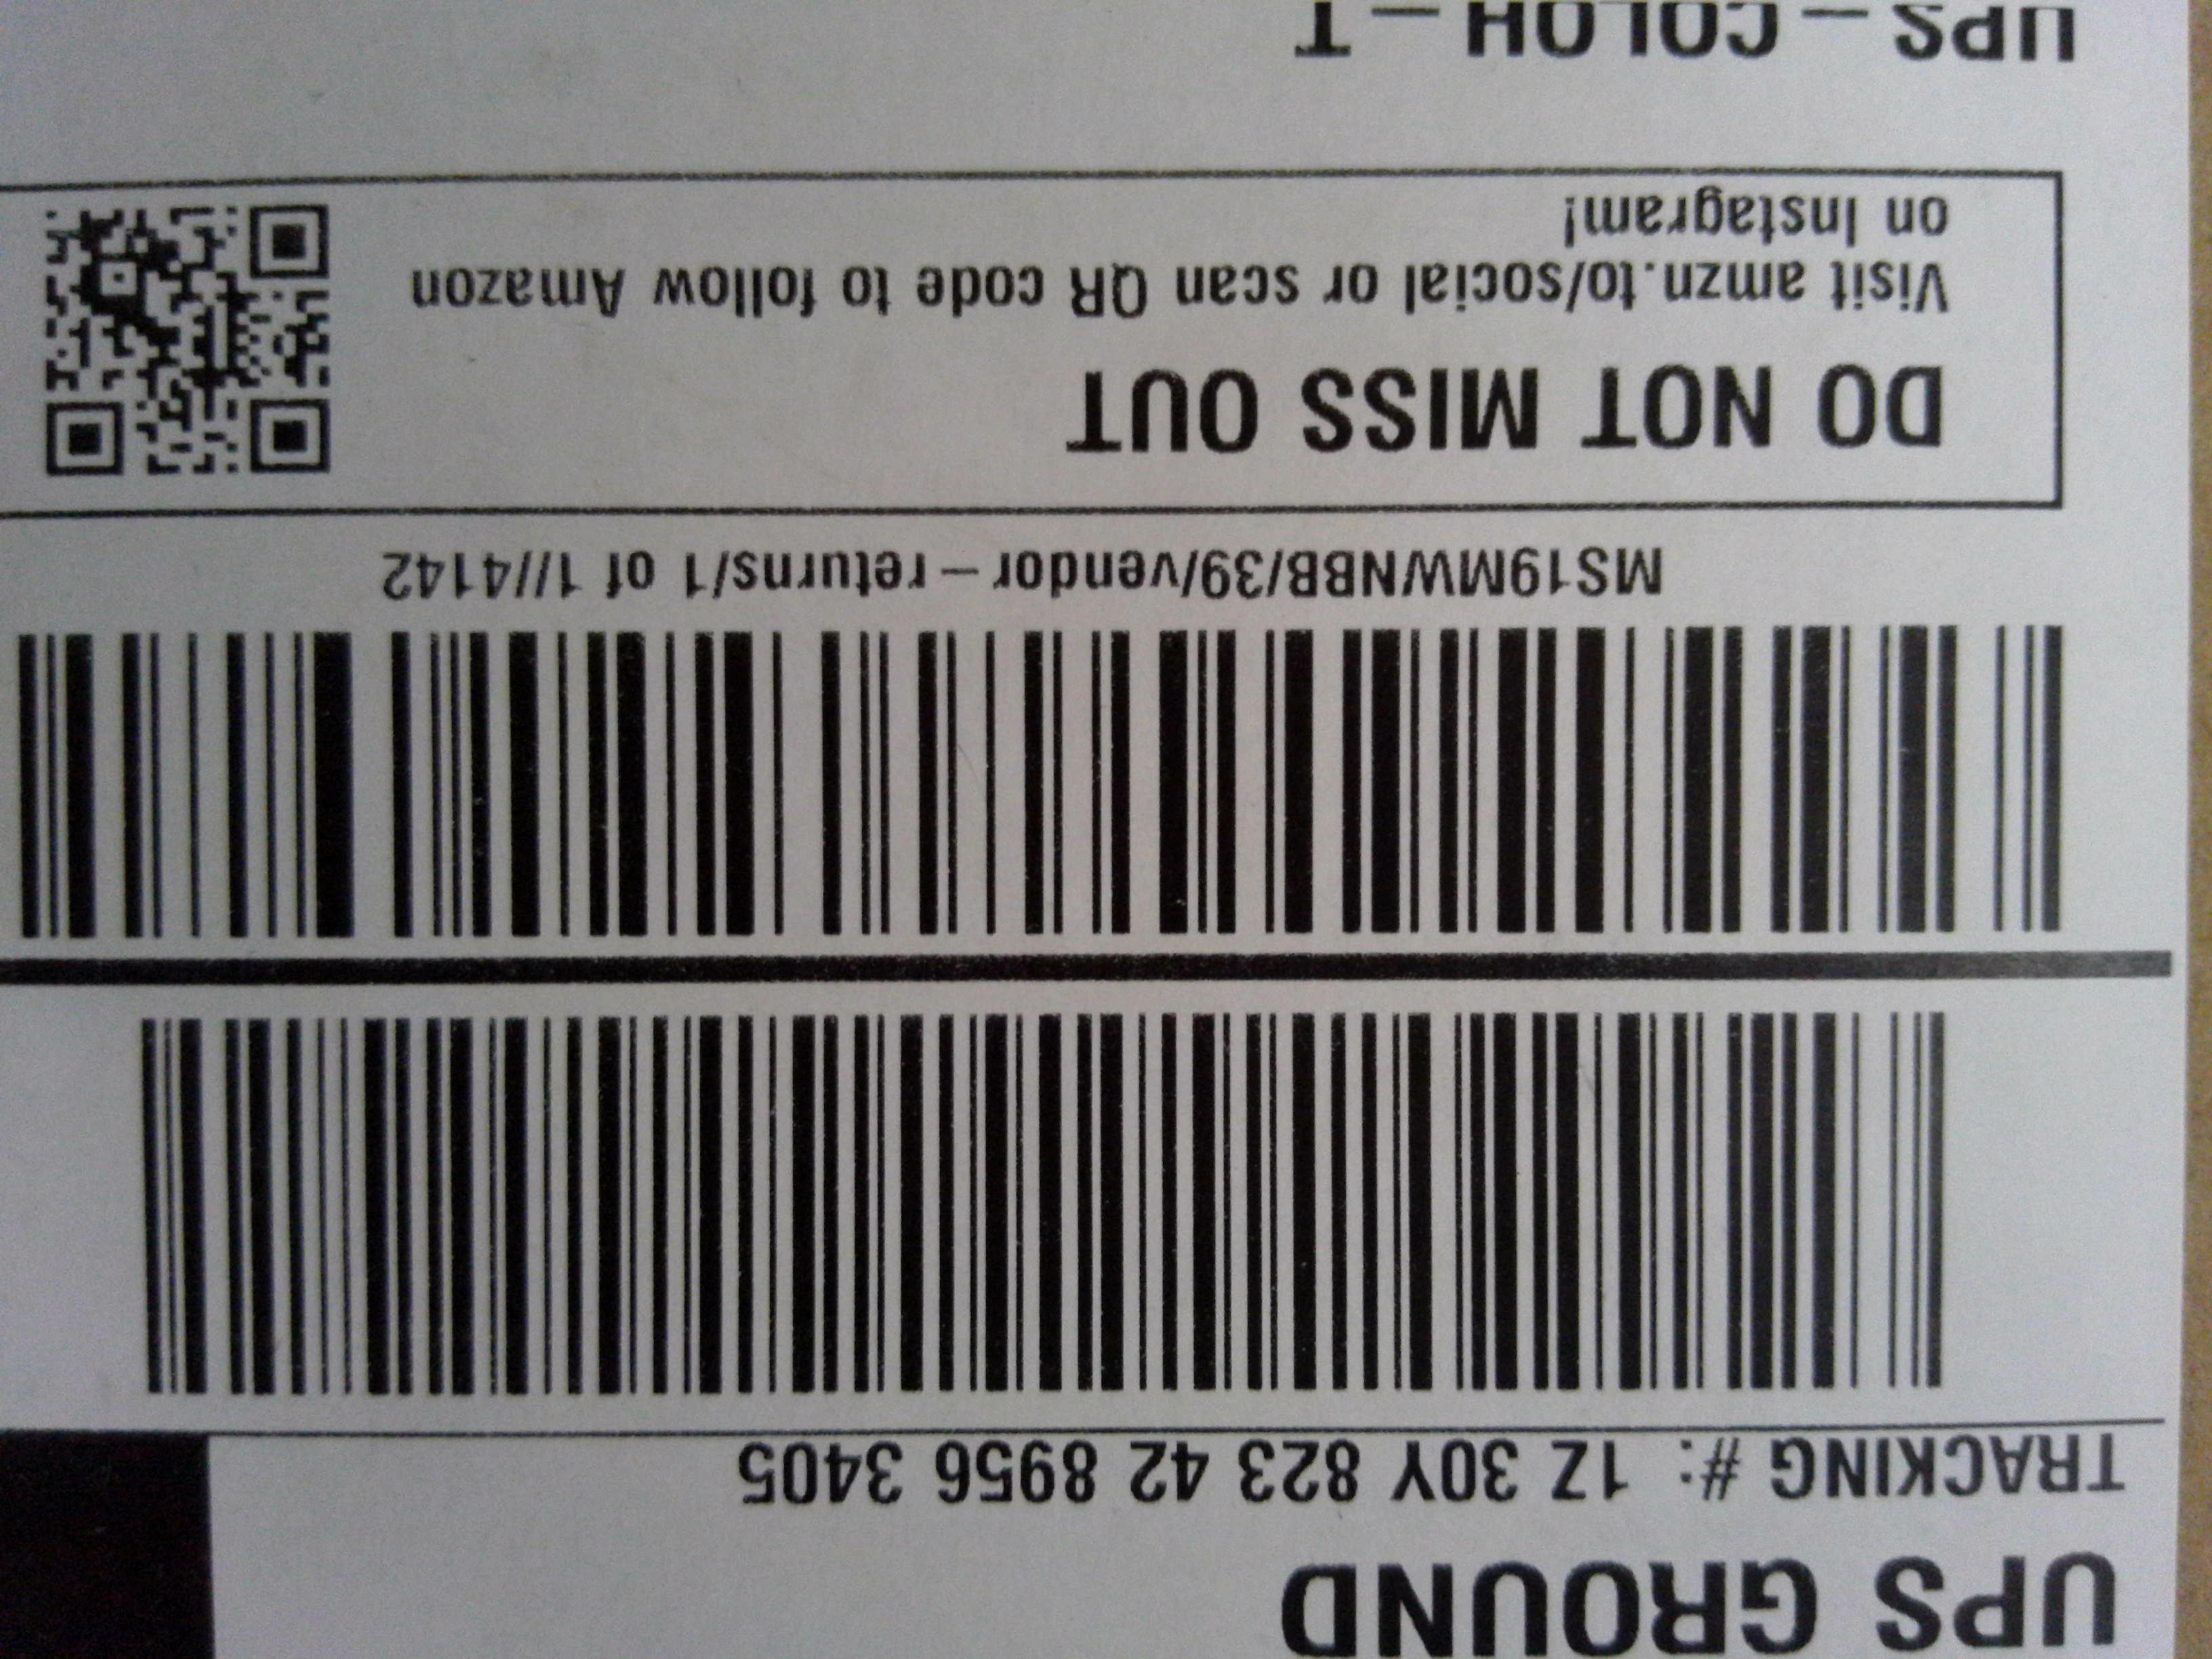 UPS GROUND
TRACKING #: 1Z 30Y 823 42 8956 3405
MS19MWNBB/39/vendor – returns/1 of 1//4142
DO NOT MISS OUT
Visit amzn.to/social or scan QR code to follow Amazon
on Instagram!
UPS – COLOH – T